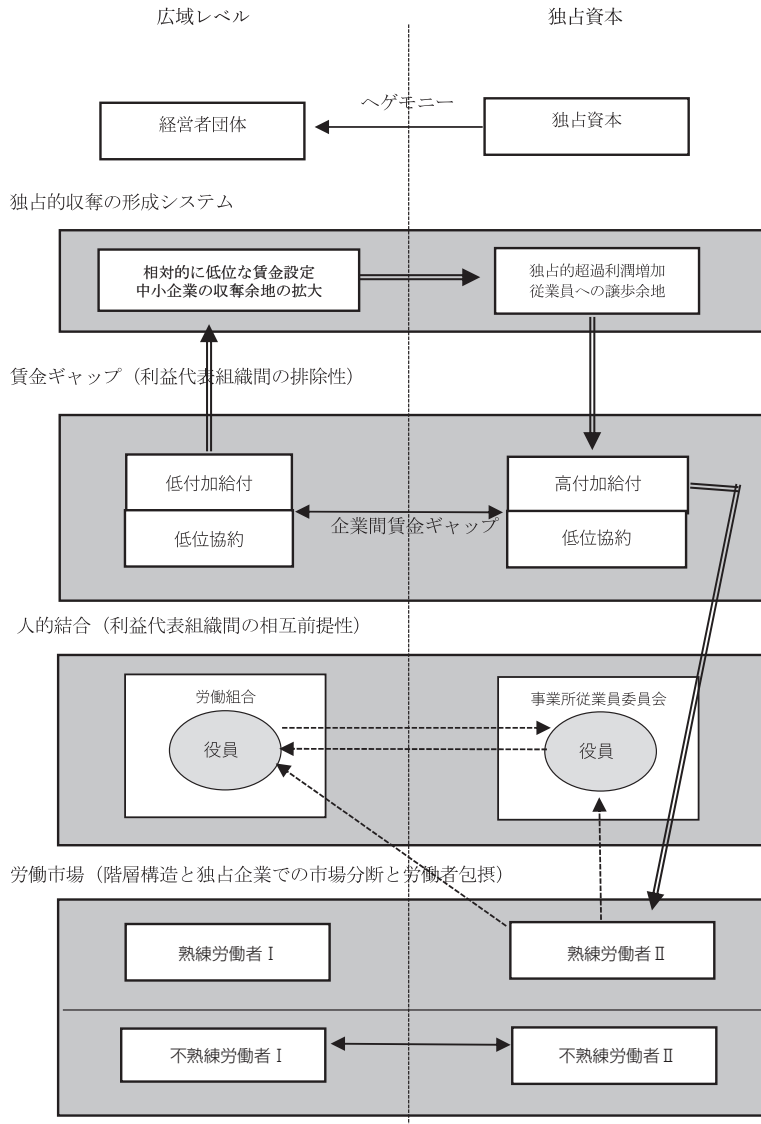 広域レベル
独占資本
ヘゲモニー
経営者団体
独占資本
独占的収奪の形成システム
相対的に低位な賃金設定
中小企業の収奪余地の拡大
独占的超過利潤増加
従業員への譲歩余地
賃金ギャップ（利益代表組織間の排除性）
低付加給付
高付加給付
企業間賃金ギャップ
低位協約
低位協約
人的結合（利益代表組織間の相互前提性）
労働組合
事業所従業員委員会
役員
役員
労働市場（階層構造と独占企業での市場分断と労働者包摂）
熟練労働者Ⅰ
熟練労働者Ⅱ
不熟練労働者Ⅰ
不熟練労働者Ⅱ